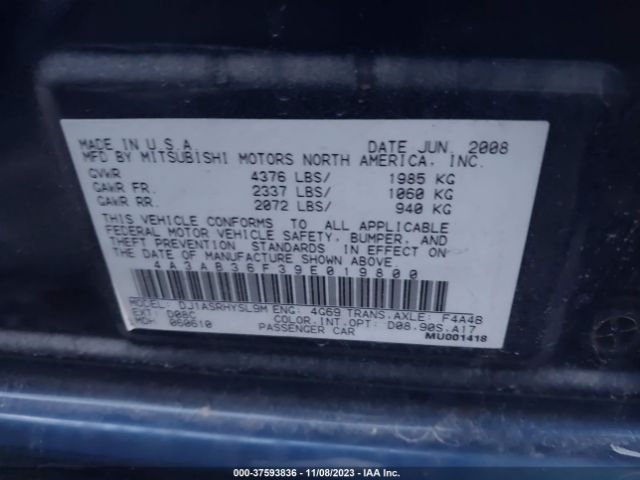 MADE IN U.S.A. DATE JUN. 2008
MFD BY MITSUBISHI MOTORS NORTH AMERICA, INC.
GVWR 4376 LBS/ 1985 KG
GAWR FR. 2337 LBS/ 1060 KG
GAWR RR. 2072 LBS/ 940 KG
THIS VEHICLE CONFORMS TO ALL APPLICABLE
FEDERAL MOTOR VEHICLE SAFETY, BUMPER, AND
THEFT PREVENTION STANDARDS IN EFFECT ON
THE DATE OF MANUFACTURE SHOWN ABOVE
4A3AB36F39E019800
MODEL: DJ1ASRHYSL9M ENG: 4G69 TRANS.AXLE: F4A4B
EXT: D08C COLOR.INT.OPT: D08.90S.A17
MDF: 060610 PASSENGER CAR
MU001418
000-37593836 - 11/08/2023 - IAA Inc.